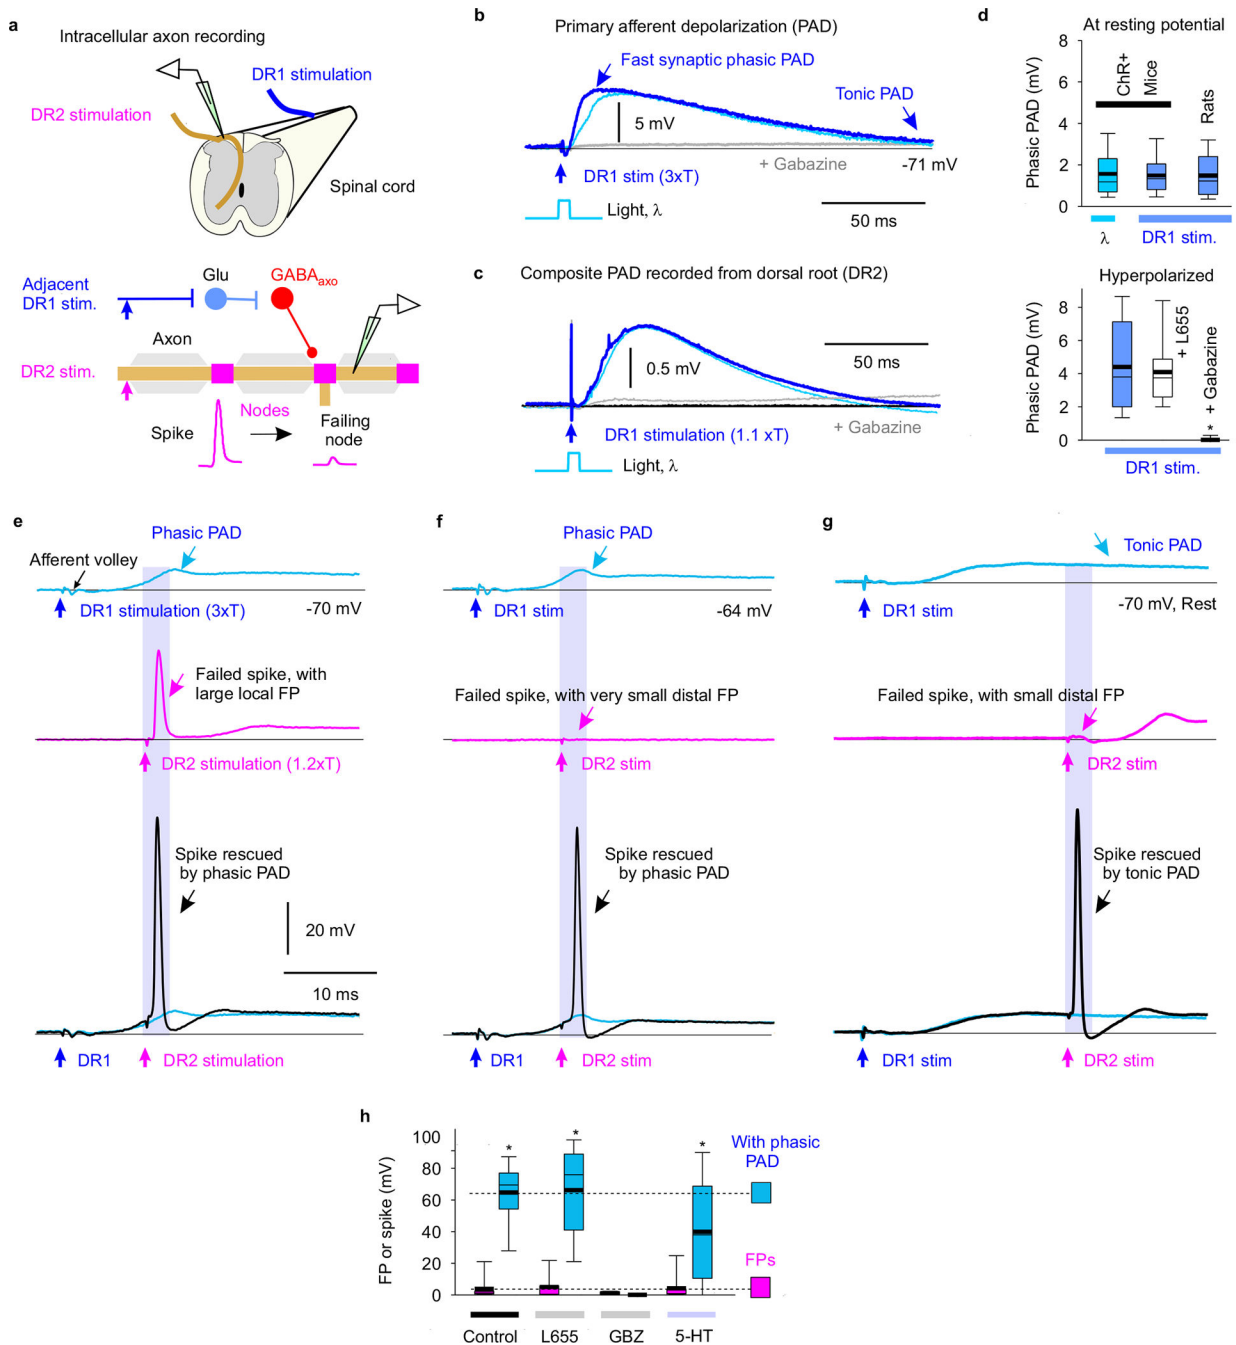 a
Intracellular axon recording
DR1 stimulation
DR2 stimulation
Spinal cord
Adjacent
DR1 stim.
Glu
GABAaxo
Axon
DR2 stim.
Nodes
Spike
Failing
node
b
Primary afferent depolarization (PAD)
Fast synaptic phasic PAD
Tonic PAD
5 mV
+ Gabazine
-71 mV
DR1 stim (3xT)
Light, λ
50 ms
c
Composite PAD recorded from dorsal root (DR2)
50 ms
0.5 mV
DR1 stimulation (1.1 xT)
+ Gabazine
Light, λ
d
At resting potential
Phasic PAD (mV)
8
6
4
2
0
ChR+
Mice
Rats
λ
DR1 stim.
Hyperpolarized
Phasic PAD (mV)
8
6
4
2
0
+ L655
* + Gabazine
DR1 stim.
e
Phasic PAD
Afferent volley
DR1 stimulation (3xT)
-70 mV
Failed spike, with
large local FP
DR2 stimulation (1.2xT)
Spike rescued
by phasic PAD
20 mV
10 ms
DR1
DR2 stimulation
f
Phasic PAD
DR1 stim
-64 mV
Failed spike, with very small distal FP
DR2 stim
Spike rescued
by phasic PAD
DR1
DR2 stim
g
Tonic PAD
DR1 stim
-70 mV, Rest
Failed spike, with small distal FP
DR2 stim
Spike rescued
by tonic PAD
DR1 stim
DR2 stim
h
FP or spike (mV)
100
80
60
40
20
0
*
*
*
With phasic
PAD
FPs
Control
L655
GBZ
5-HT